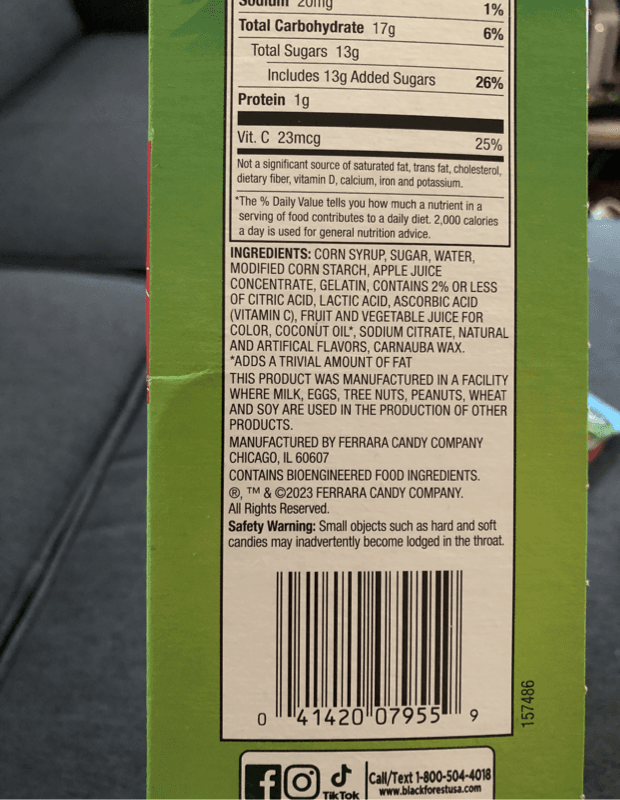 Sodium 20mg 1%
Total Carbohydrate 17g 6%
Total Sugars 13g
Includes 13g Added Sugars 26%
Protein 1g
Vit. C 23mcg 25%
Not a significant source of saturated fat, trans fat, cholesterol,
dietary fiber, vitamin D, calcium, iron and potassium.
*The % Daily Value tells you how much a nutrient in a
serving of food contributes to a daily diet. 2,000 calories
a day is used for general nutrition advice.
INGREDIENTS: CORN SYRUP, SUGAR, WATER,
MODIFIED CORN STARCH, APPLE JUICE
CONCENTRATE, GELATIN, CONTAINS 2% OR LESS
OF CITRIC ACID, LACTIC ACID, ASCORBIC ACID
(VITAMIN C), FRUIT AND VEGETABLE JUICE FOR
COLOR, COCONUT OIL*, SODIUM CITRATE, NATURAL
AND ARTIFICAL FLAVORS, CARNAUBA WAX.
*ADDS A TRIVIAL AMOUNT OF FAT
THIS PRODUCT WAS MANUFACTURED IN A FACILITY
WHERE MILK, EGGS, TREE NUTS, PEANUTS, WHEAT
AND SOY ARE USED IN THE PRODUCTION OF OTHER
PRODUCTS.
MANUFACTURED BY FERRARA CANDY COMPANY
CHICAGO, IL 60607
CONTAINS BIOENGINEERED FOOD INGREDIENTS.
®, ™ & ©2023 FERRARA CANDY COMPANY.
All Rights Reserved.
Safety Warning: Small objects such as hard and soft
candies may inadvertently become lodged in the throat.
0 41420 07955 9
157486
TikTok
Call/Text 1-800-504-4018
www.blackforestusa.com